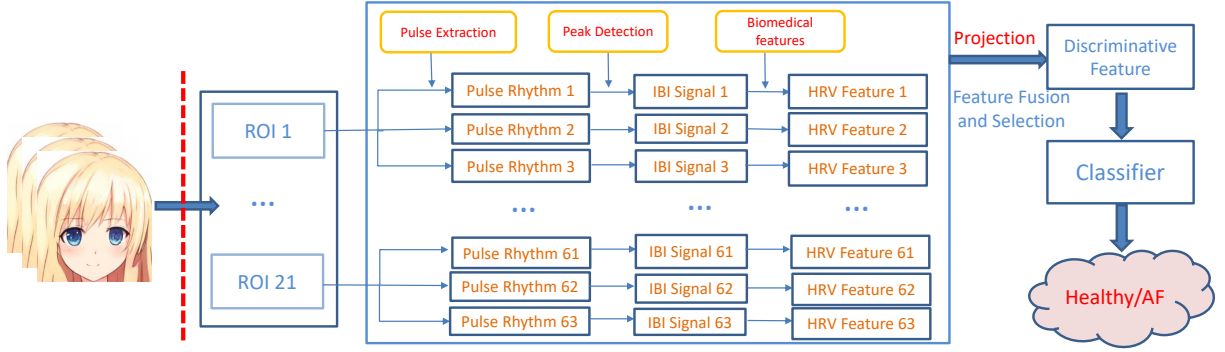 Pulse Extraction
Peak Detection
Biomedical
features
Projection
Discriminative
Feature
Feature Fusion
and Selection
ROI 1
...
ROI 21
Pulse Rhythm 1
IBI Signal 1
HRV Feature 1
Pulse Rhythm 2
IBI Signal 2
HRV Feature 2
Pulse Rhythm 3
IBI Signal 3
HRV Feature 3
...
...
...
Pulse Rhythm 61
IBI Signal 61
HRV Feature 61
Pulse Rhythm 62
IBI Signal 62
HRV Feature 62
Pulse Rhythm 63
IBI Signal 63
HRV Feature 63
Classifier
Healthy/AF